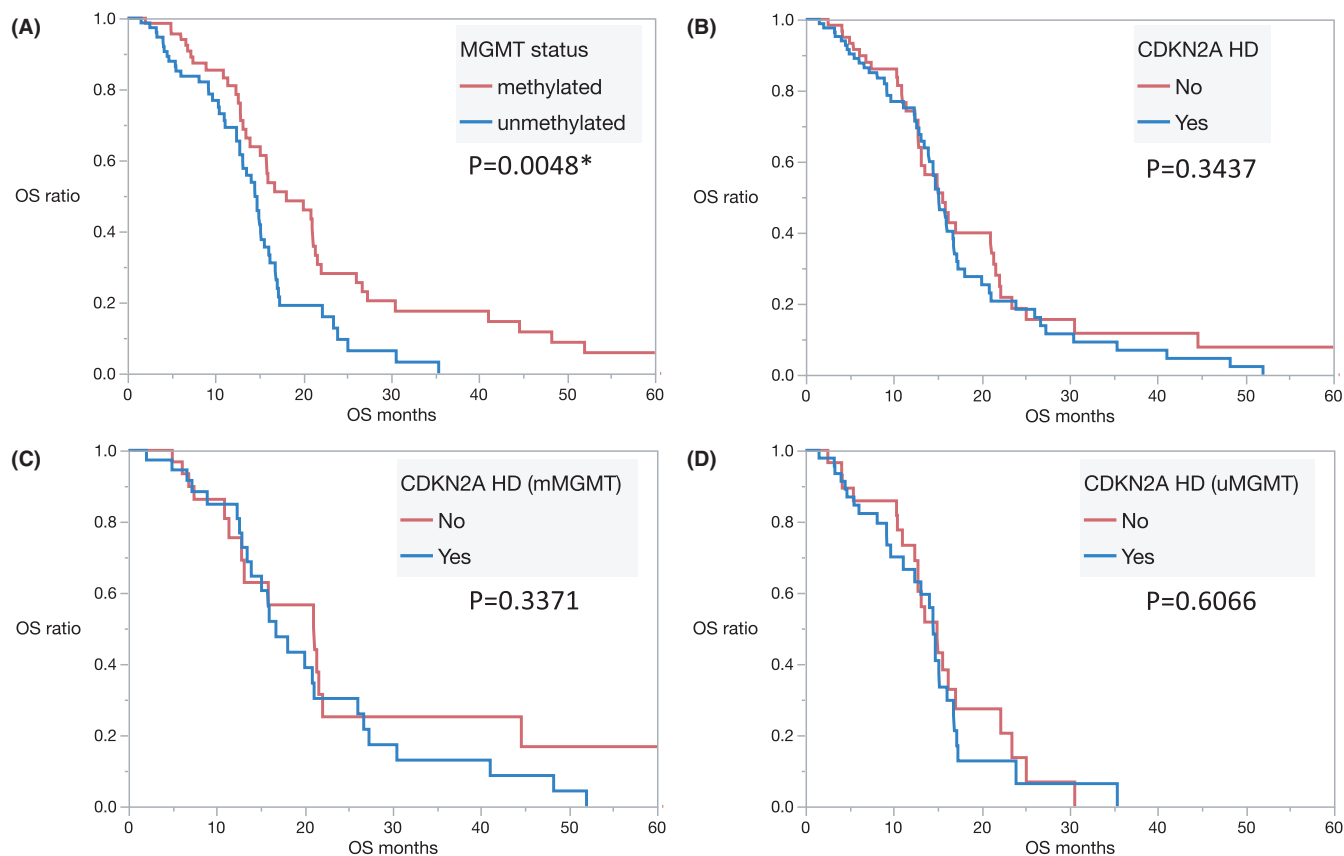 (A)
1.0
0.8
0.6
0.4
0.2
0.0
OS ratio
MGMT status
methylated
unmethylated
P=0.0048*
0 10 20 30 40 50 60
OS months
(B)
1.0
0.8
0.6
0.4
0.2
0.0
OS ratio
CDKN2A HD
No
Yes
P=0.3437
0 10 20 30 40 50 60
OS months
(C)
1.0
0.8
0.6
0.4
0.2
0.0
OS ratio
CDKN2A HD (mMGMT)
No
Yes
P=0.3371
0 10 20 30 40 50 60
OS months
(D)
1.0
0.8
0.6
0.4
0.2
0.0
OS ratio
CDKN2A HD (uMGMT)
No
Yes
P=0.6066
0 10 20 30 40 50 60
OS months